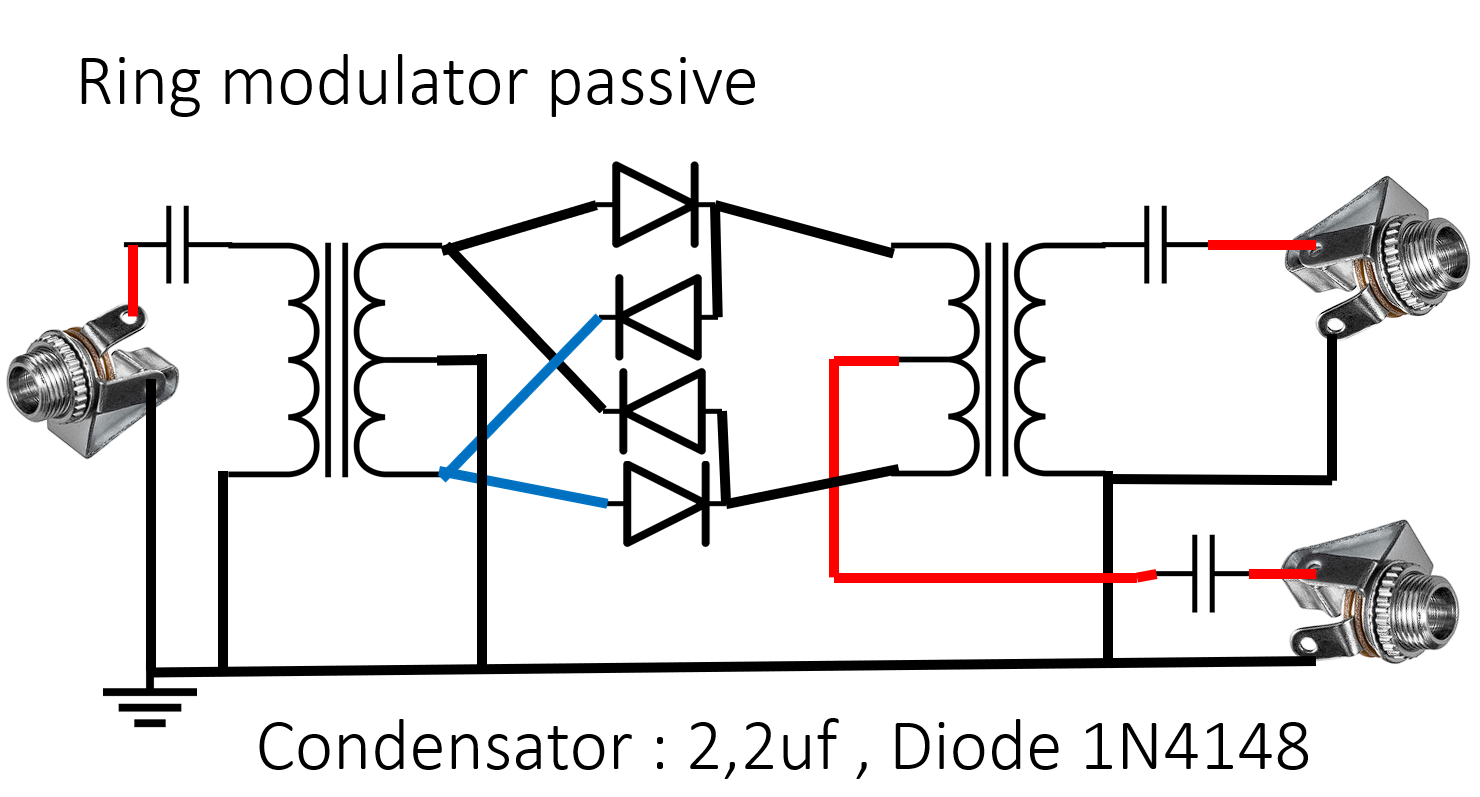 Ring modulator passive
Condensator : 2,2uf , Diode 1N4148